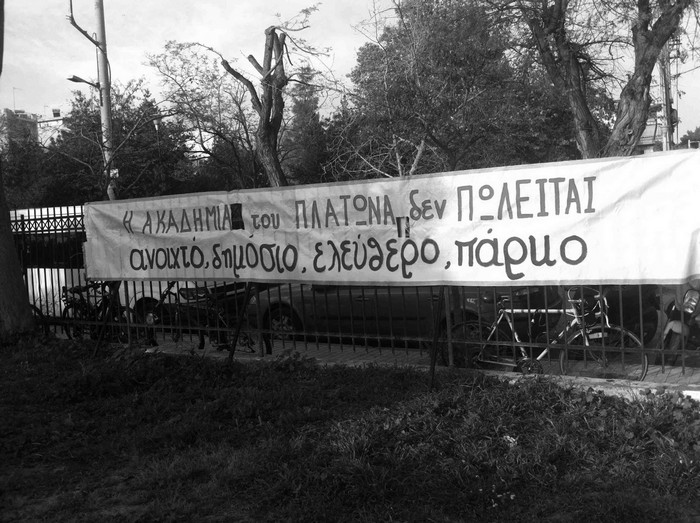 Η ΑΚΑΔΗΜΙΑ του ΠΛΑΤΩΝΑ δεν ΠΩΛΕΙΤΑΙ
ανοιχτό, δημόσιο, ελεύθερο, πάρκο